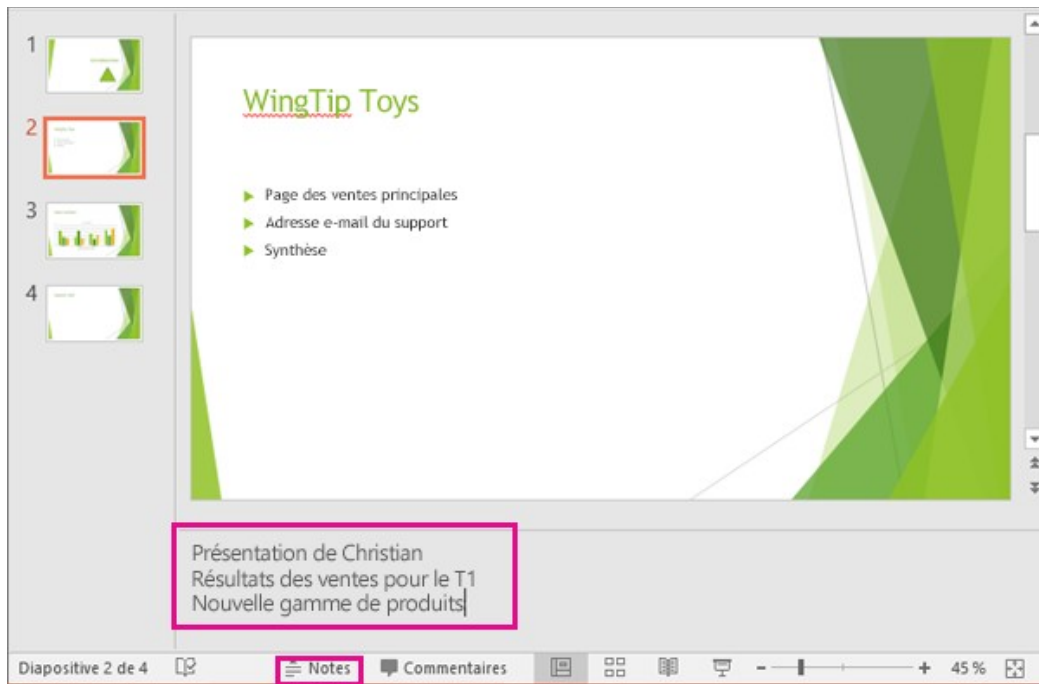 1
2
3
4
WingTip Toys
Page des ventes principales
Adresse e-mail du support
Synthèse
Présentation de Christian
Résultats des ventes pour le T1
Nouvelle gamme de produits
Diapositive 2 de 4 Notes Commentaires 45 %